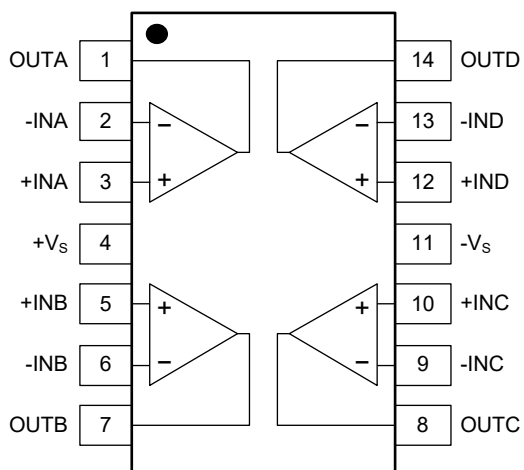 OUTA 1 14 OUTD
-INA 2 − − 13 -IND
+INA 3 + + 12 +IND
+VS 4 11 -VS
+INB 5 + + 10 +INC
-INB 6 − − 9 -INC
OUTB 7 8 OUTC